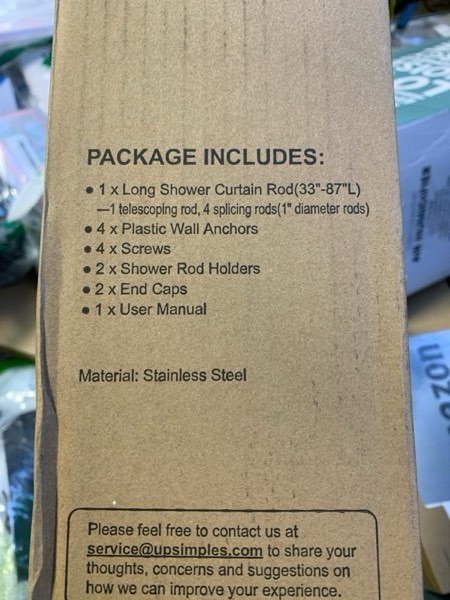 PACKAGE INCLUDES:
• 1 x Long Shower Curtain Rod(33"-87"L)
—1 telescoping rod, 4 splicing rods(1" diameter rods)
• 4 x Plastic Wall Anchors
• 4 x Screws
• 2 x Shower Rod Holders
• 2 x End Caps
• 1 x User Manual
Material: Stainless Steel
Please feel free to contact us at
service@upsimples.com to share your
thoughts, concerns and suggestions on
how we can improve your experience.
azon